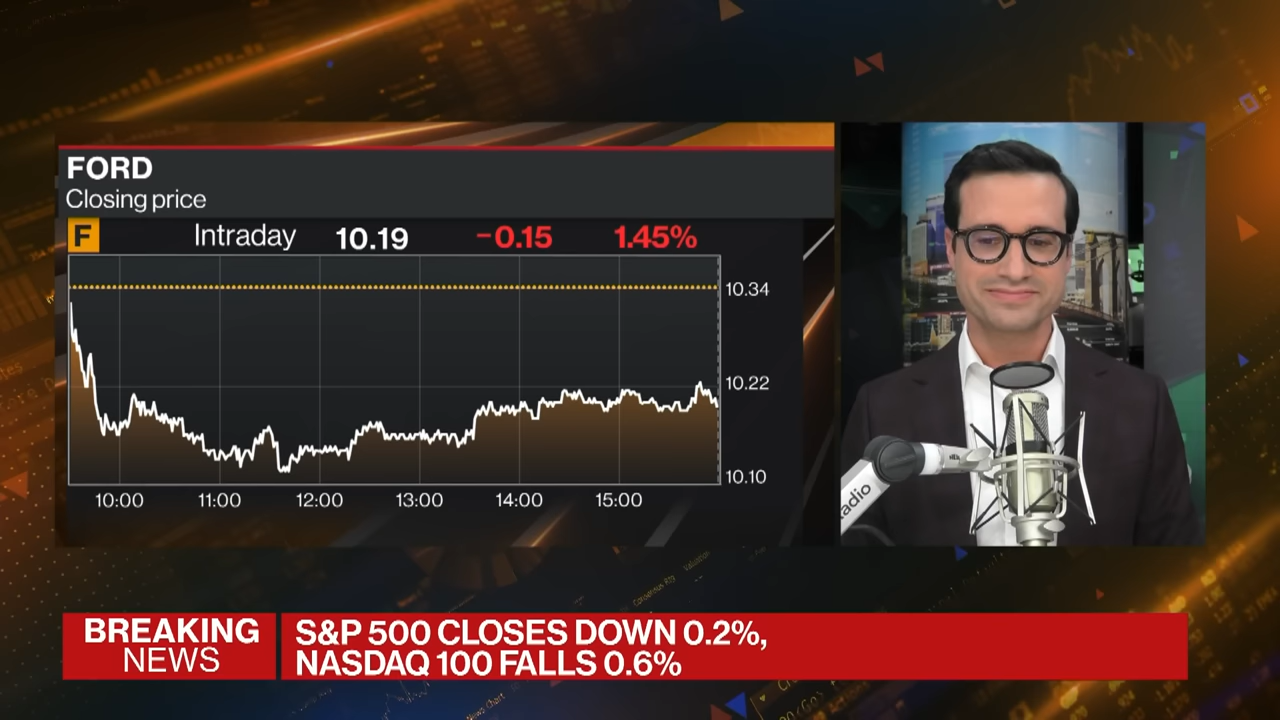 FORD
Closing price
F Intraday 10.19 -0.15 1.45%
10.34
10.22
10.10
10:00 11:00 12:00 13:00 14:00 15:00
adio
BREAKING
NEWS
S&P 500 CLOSES DOWN 0.2%,
NASDAQ 100 FALLS 0.6%